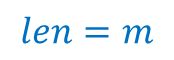 len = m